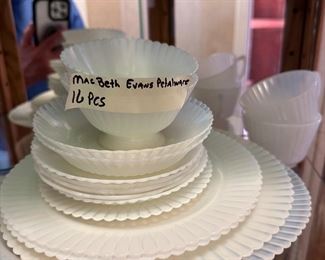 MacBeth Evans Petalware
16 Pcs